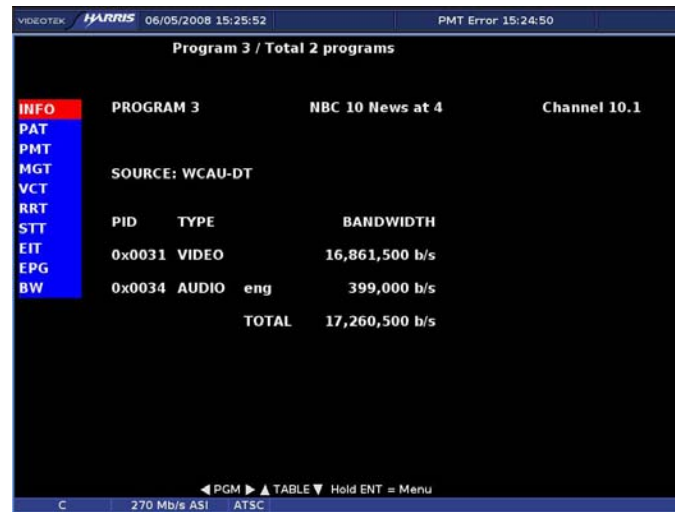 VIDEOTEK HARRIS 06/05/2008 15:25:52 PMT Error 15:24:50
Program 3 / Total 2 programs
INFO PROGRAM 3 NBC 10 News at 4 Channel 10.1
PAT
PMT
MGT SOURCE: WCAU-DT
VCT
RRT
STT PID TYPE BANDWIDTH
EIT 0x0031 VIDEO 16,861,500 b/s
EPG
BW 0x0034 AUDIO eng 399,000 b/s
TOTAL 17,260,500 b/s
◀ PGM ▶ ▲ TABLE ▼ Hold ENT = Menu
C 270 Mb/s ASI ATSC